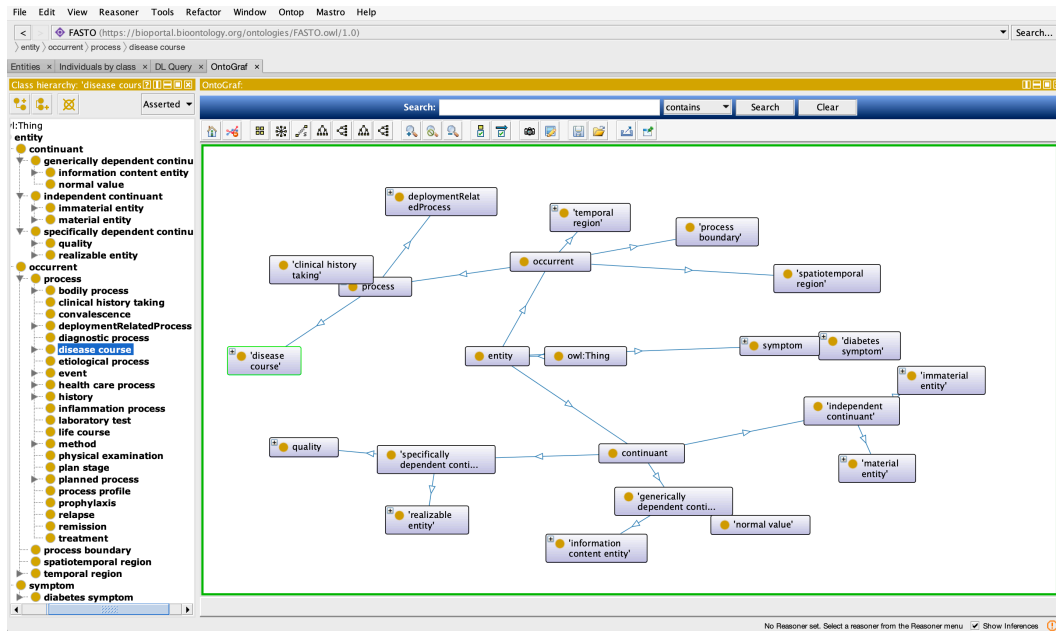 File Edit View Reasoner Tools Refactor Window Ontop Mastro Help
< > FASTO (https://bioportal.bioontology.org/ontologies/FASTO.owl/1.0) Search...
entity occurrent process disease course
Entities × Individuals by class × DL Query × OntoGraf ×
Class hierarchy: 'disease cours
OntoGraf:
Asserted
Search: contains Search Clear
vl:Thing
entity
continuant
generically dependent continu
information content entity
normal value
independent continuant
immaterial entity
material entity
specifically dependent continu
quality
realizable entity
occurrent
process
bodily process
clinical history taking
convalescence
deploymentRelatedProcess
diagnostic process
disease course
etiological process
event
health care process
history
inflammation process
laboratory test
life course
method
physical examination
plan stage
planned process
process profile
prophylaxis
relapse
remission
treatment
process boundary
spatiotemporal region
temporal region
symptom
diabetes symptom
deploymentRelat
edProcess
'temporal
region'
'process
boundary'
occurrent
'clinical history
taking'
process
'spatiotemporal
region'
'disease
course'
entity
owl:Thing
symptom
'diabetes
symptom'
'immaterial
entity'
'independent
continuant'
quality
'specifically
dependent conti...
continuant
'material
entity'
'generically
dependent conti...
'realizable
entity'
'normal value'
'information
content entity'
No Reasoner set. Select a reasoner from the Reasoner menu Show Inferences